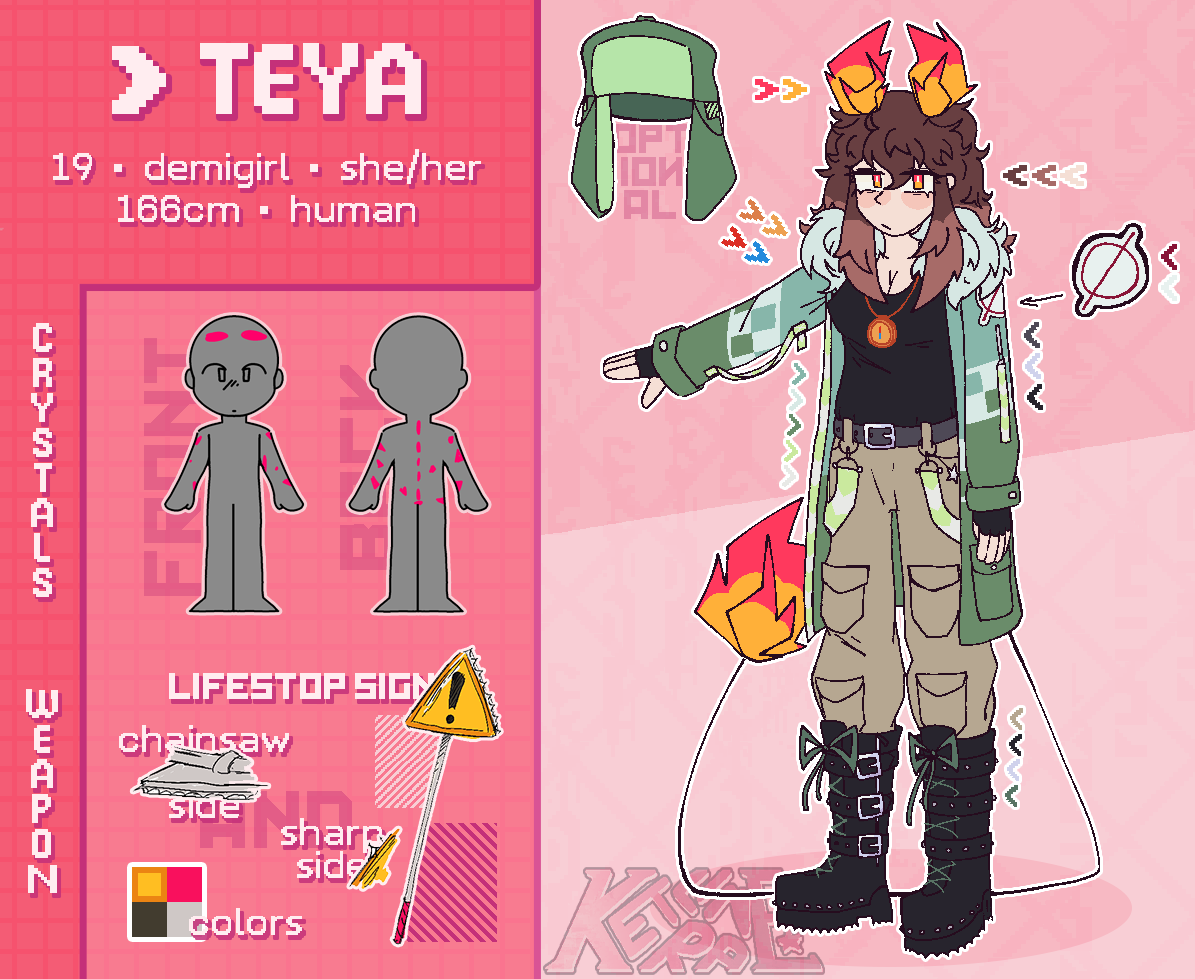 TEYA
19 • demigirl • she/her
166cm • human
CRYSTALS
FRONT
BACK
WEAPON
LIFESTOP SIGN
!
chainsaw
side
AND
sharp
side
colors
OPT
ION
AL